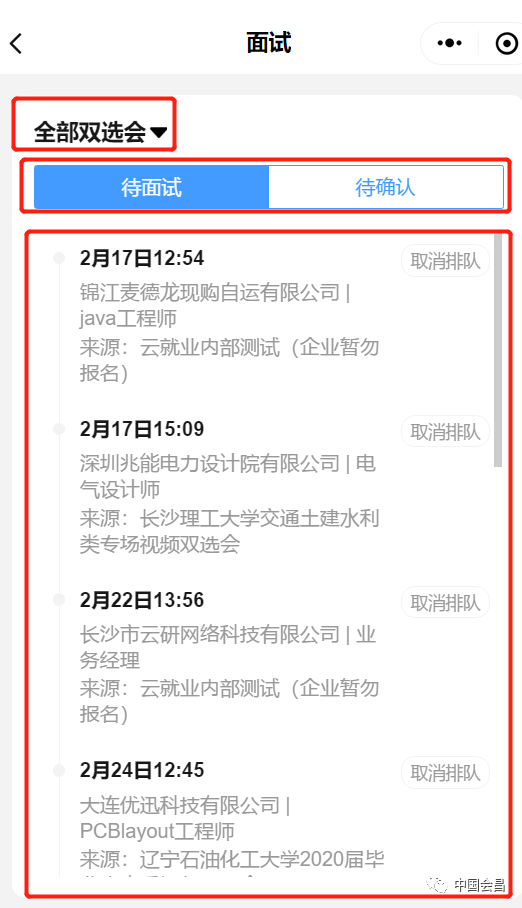 面试
全部双选会
待面试 待确认
2月17日12:54 取消排队
锦江麦德龙现购自运有限公司 |
java工程师
来源：云就业内部测试（企业暂勿
报名）
2月17日15:09 取消排队
深圳兆能电力设计院有限公司 | 电
气设计师
来源：长沙理工大学交通土建水利
类专场视频双选会
2月22日13:56 取消排队
长沙市云研网络科技有限公司 | 业
务经理
来源：云就业内部测试（企业暂勿
报名）
2月24日12:45 取消排队
大连优迅科技有限公司 |
PCBlayout工程师
来源：辽宁石油化工大学2020届毕
中国会昌